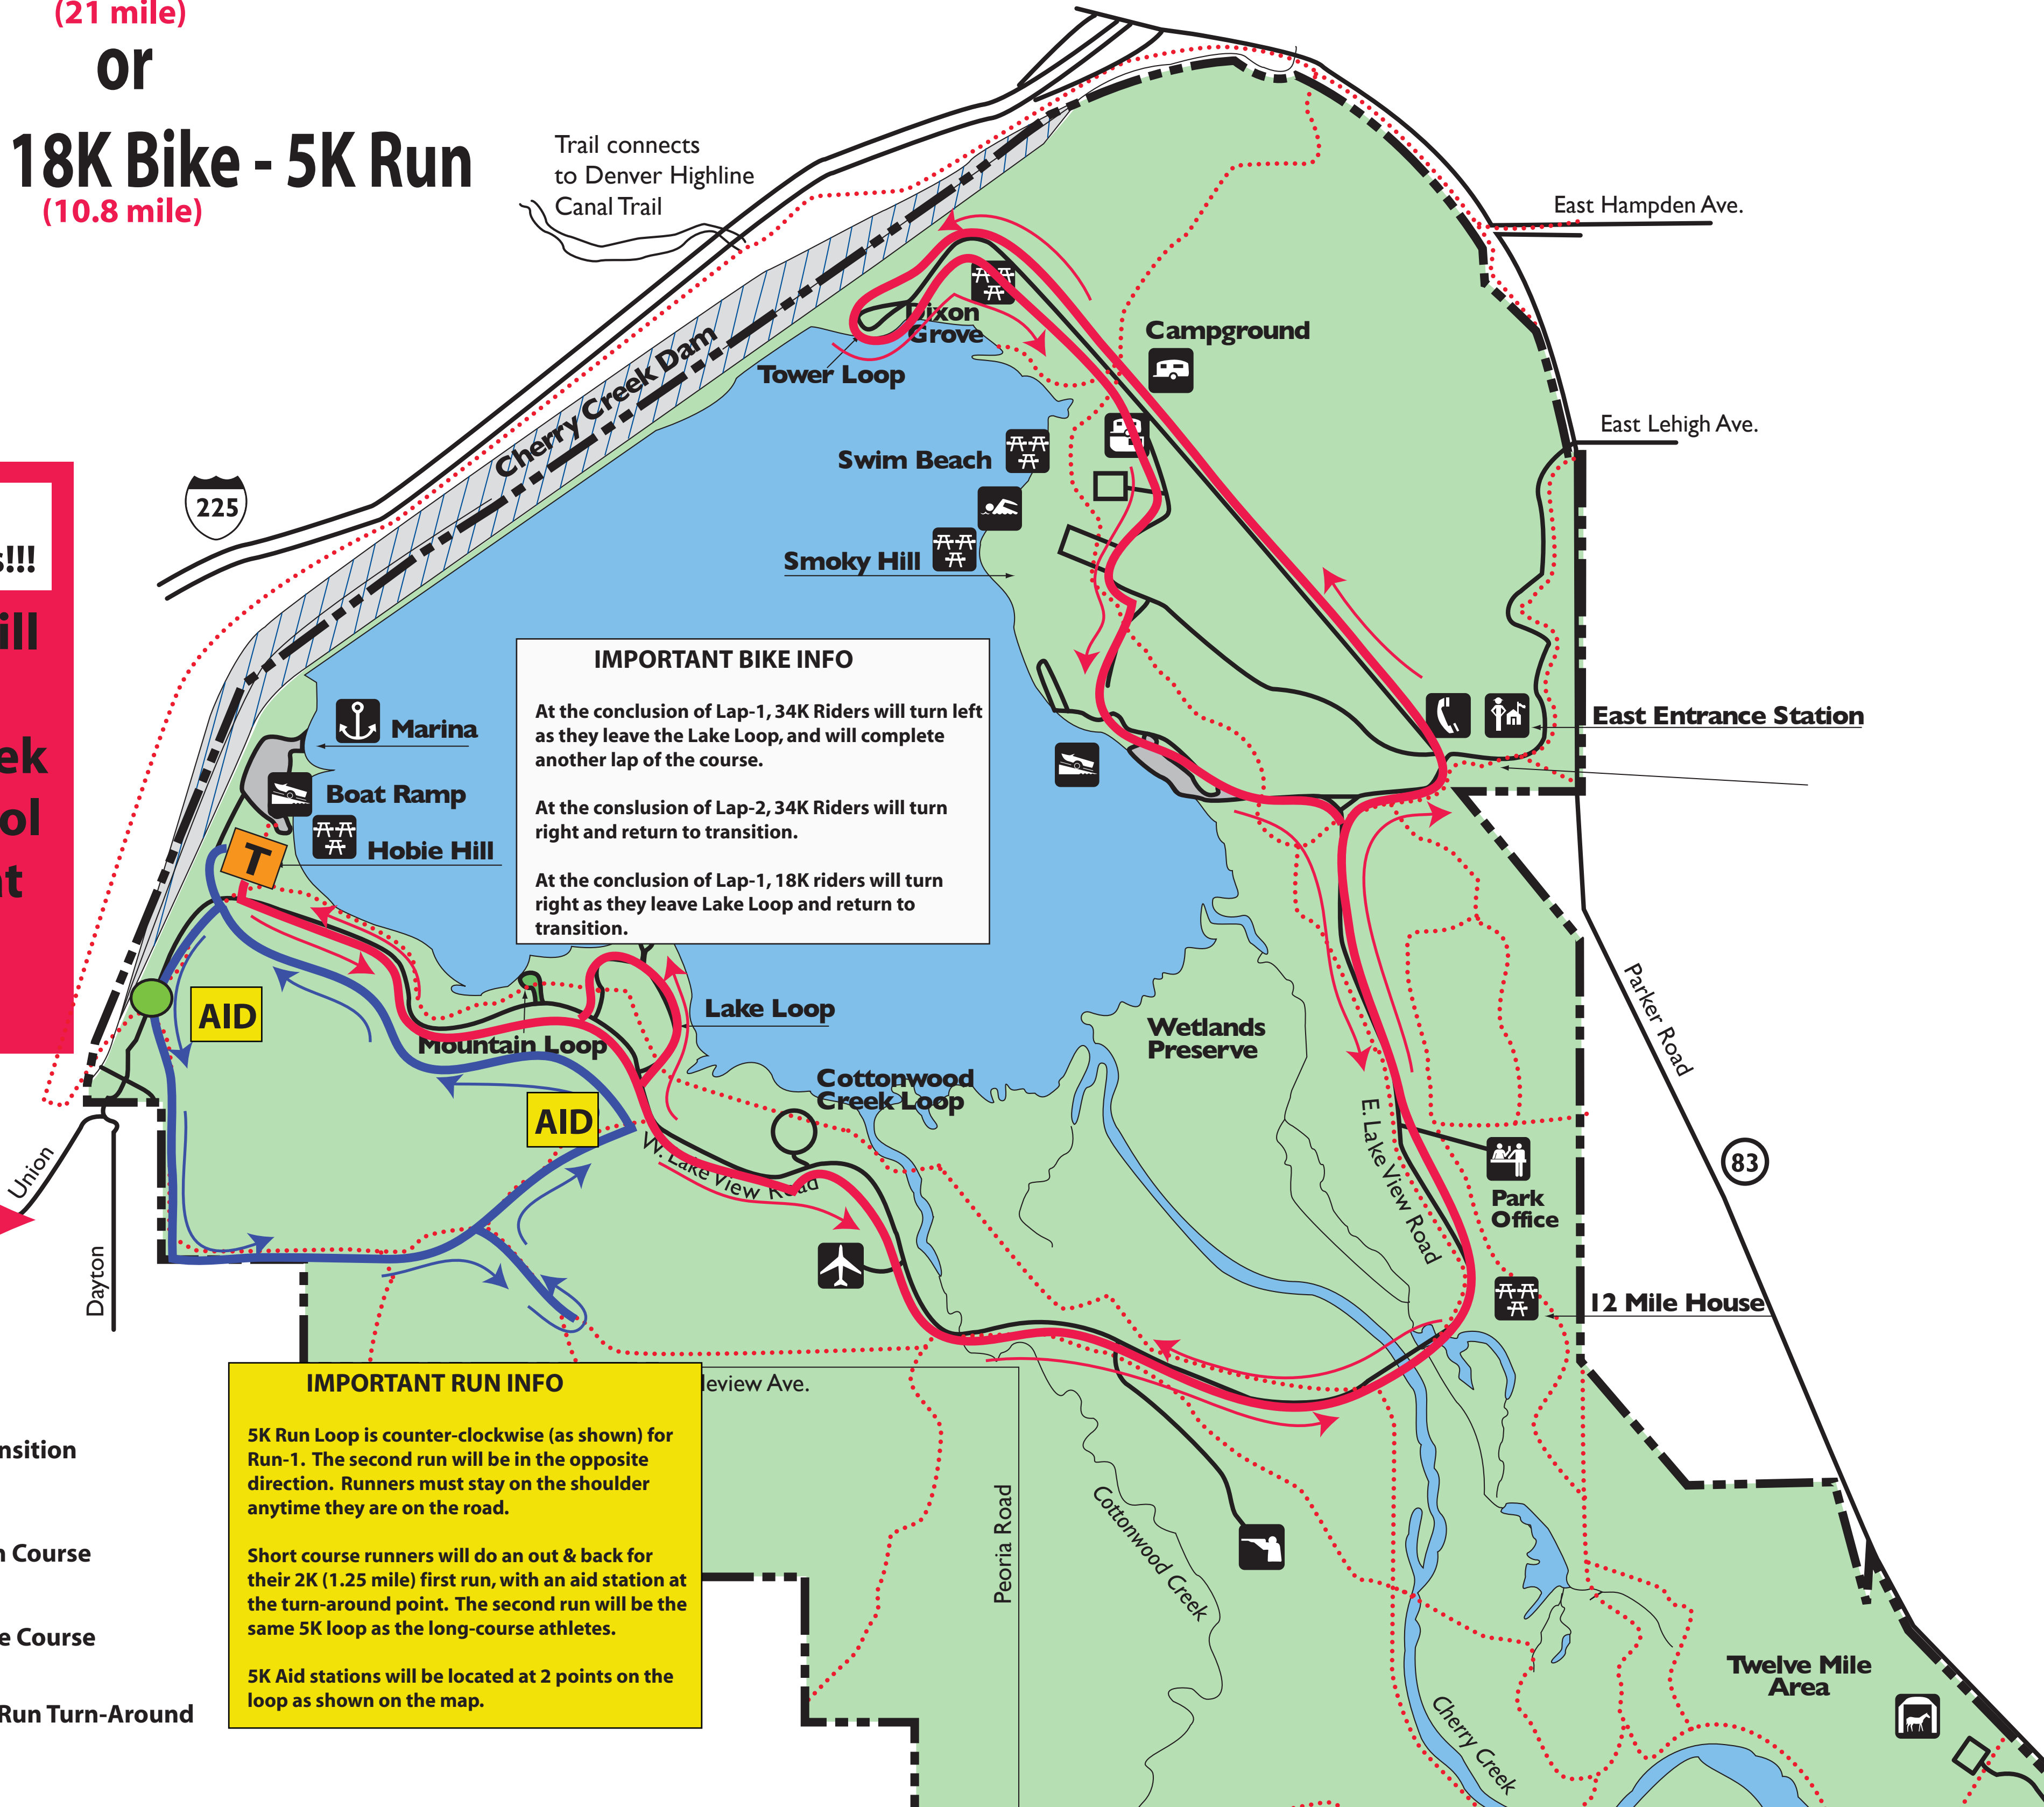 (21 mile)
or
18K Bike - 5K Run
(10.8 mile)
Trail connects
to Denver Highline
Canal Trail
East Hampden Ave.
East Lehigh Ave.
225
Cherry Creek Dam
Dixon
Grove
Tower Loop
Campground
Swim Beach
Smoky Hill
s!!!
ill
ek
ol
at
Marina
Boat Ramp
Hobie Hill
T
IMPORTANT BIKE INFO
At the conclusion of Lap-1, 34K Riders will turn left
as they leave the Lake Loop, and will complete
another lap of the course.
At the conslusion of Lap-2, 34K Riders will turn
right and return to transition.
At the conclusion of Lap-1, 18K riders will turn
right as they leave Lake Loop and return to
transition.
East Entrance Station
AID
Mountain Loop
Lake Loop
AID
Cottonwood
Creek Loop
W. Lake View Road
Wetlands
Preserve
E. Lake View Road
Parker Road
83
Park
Office
12 Mile House
Union
Dayton
leview Ave.
Peoria Road
Cottonwood Creek
Cherry Creek
Twelve Mile
Area
IMPORTANT RUN INFO
5K Run Loop is counter-clockwise (as shown) for
Run-1. The second run will be in the opposite
direction. Runners must stay on the shoulder
anytime they are on the road.
Short course runners will do an out & back for
their 2K (1.25 mile) first run, with an aid station at
the turn-around point. The second run will be the
same 5K loop as the long-course athletes.
5K Aid stations will be located at 2 points on the
loop as shown on the map.
nsition
n Course
e Course
Run Turn-Around